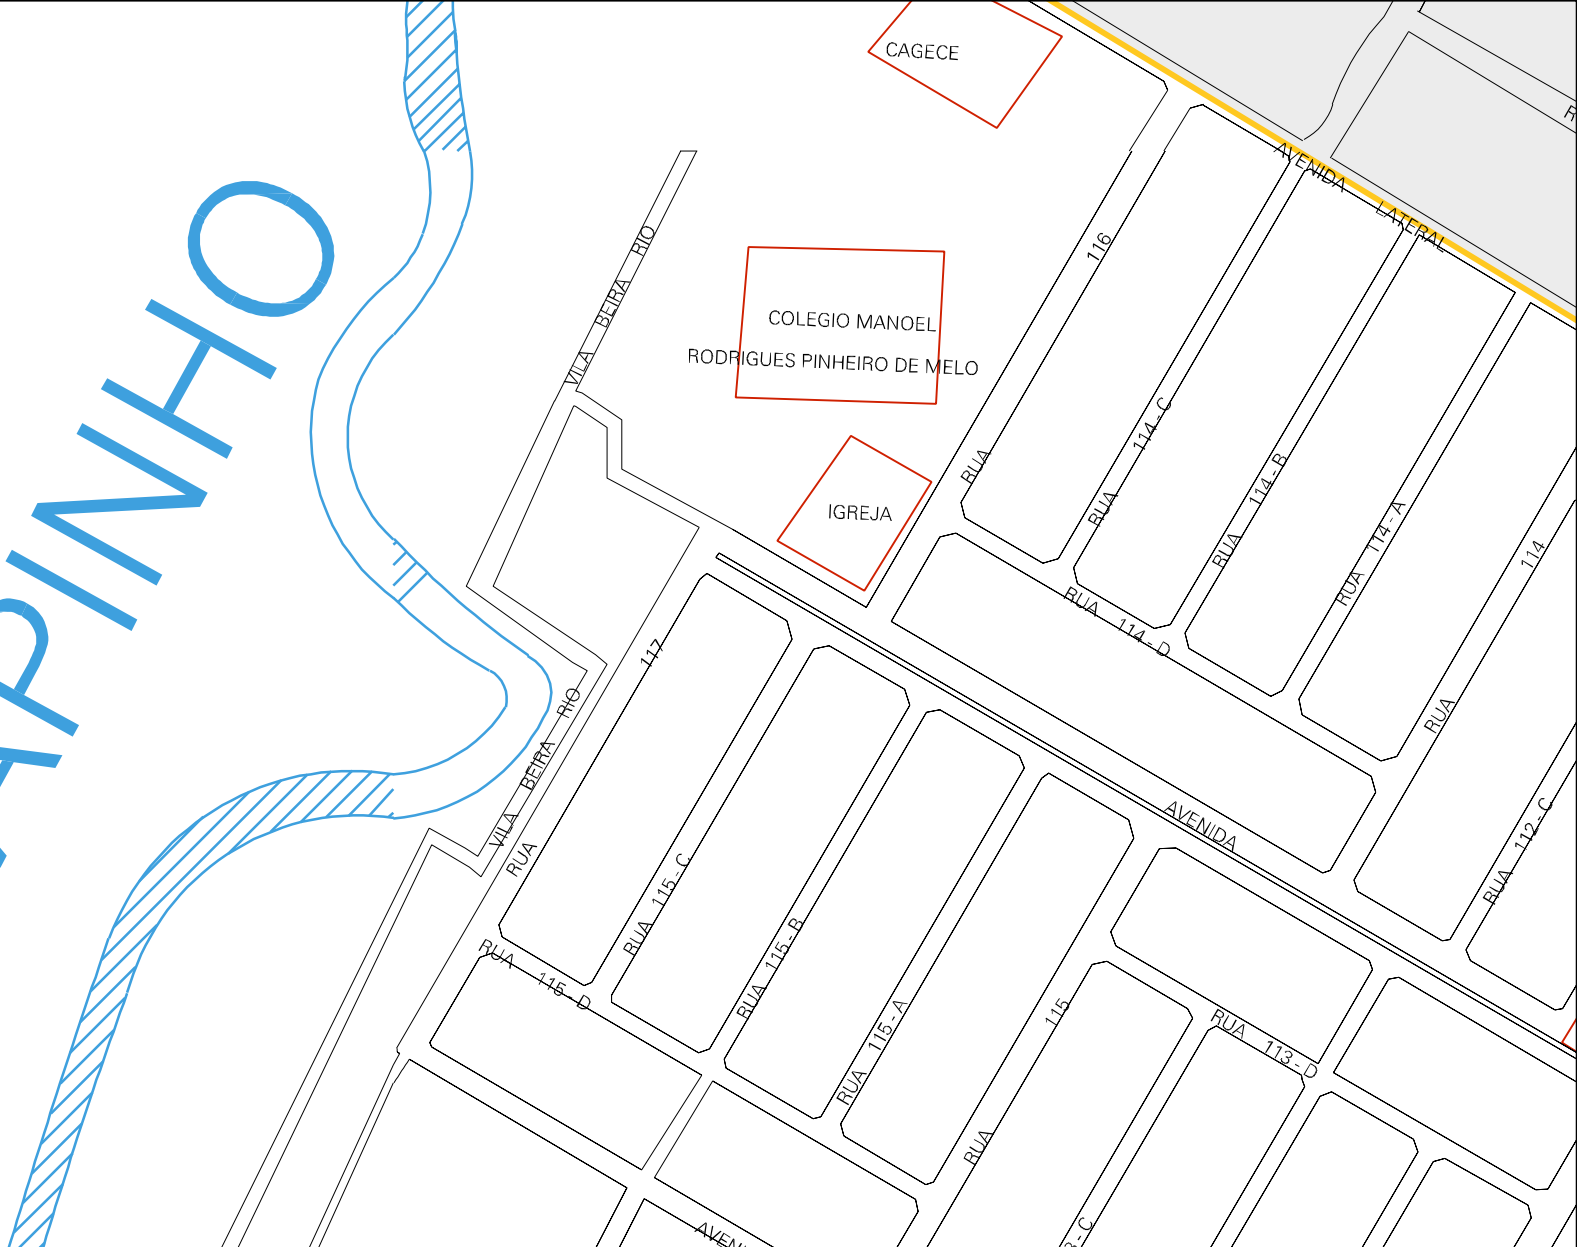 CAGECE
AVENIDA LATERAL
VILA BEIRA RIO
RUA 116
COLEGIO MANOEL
RODRIGUES PINHEIRO DE MELO
IGREJA
RUA 114 - C
RUA 114 - B
RUA 114 - A
RUA 114
RUA 114 - D
RUA 112 - C
AVENIDA
VILA BEIRA RIO
RUA 117
RUA 115 - C
RUA 115 - B
RUA 115 - A
RUA 115
RUA 115 - D
RUA 113 - D
APINHO